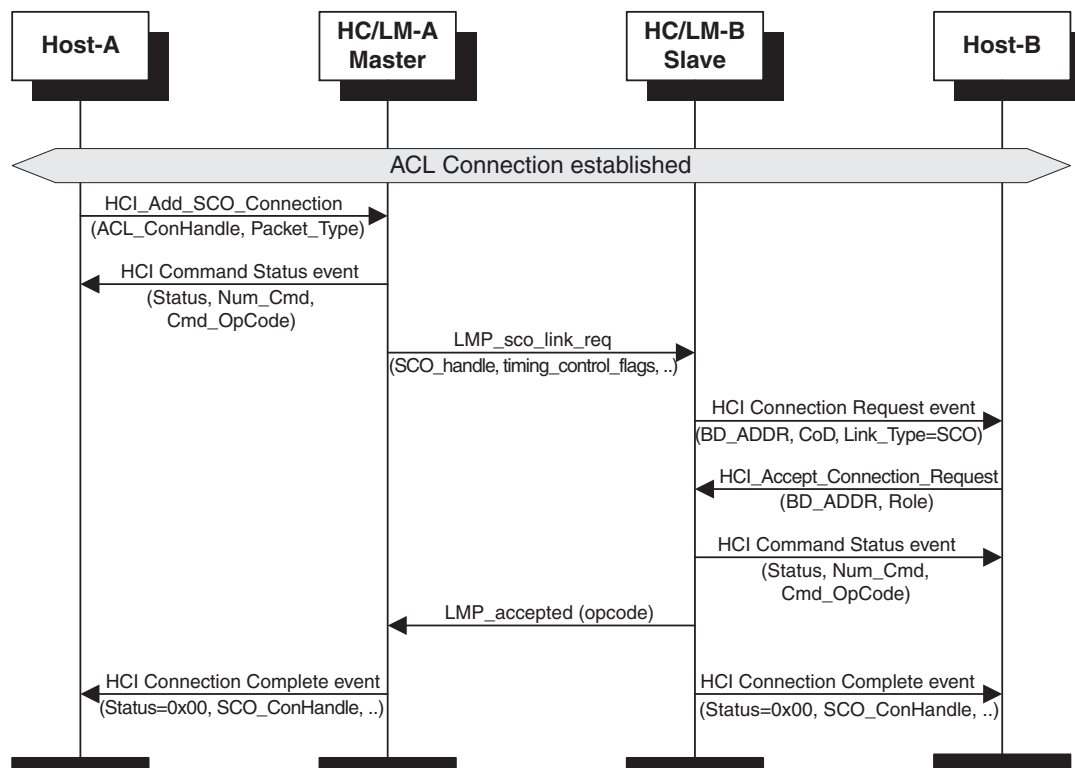 Host-A
HC/LM-A
Master
HC/LM-B
Slave
Host-B
ACL Connection established
HCI_Add_SCO_Connection
(ACL_ConHandle, Packet_Type)
HCI Command Status event
(Status, Num_Cmd,
Cmd_OpCode)
LMP_sco_link_req
(SCO_handle, timing_control_flags, ..)
HCI Connection Request event
(BD_ADDR, CoD, Link_Type=SCO)
HCI_Accept_Connection_Request
(BD_ADDR, Role)
HCI Command Status event
(Status, Num_Cmd,
Cmd_OpCode)
LMP_accepted (opcode)
HCI Connection Complete event
(Status=0x00, SCO_ConHandle, ..)
HCI Connection Complete event
(Status=0x00, SCO_ConHandle, ..)